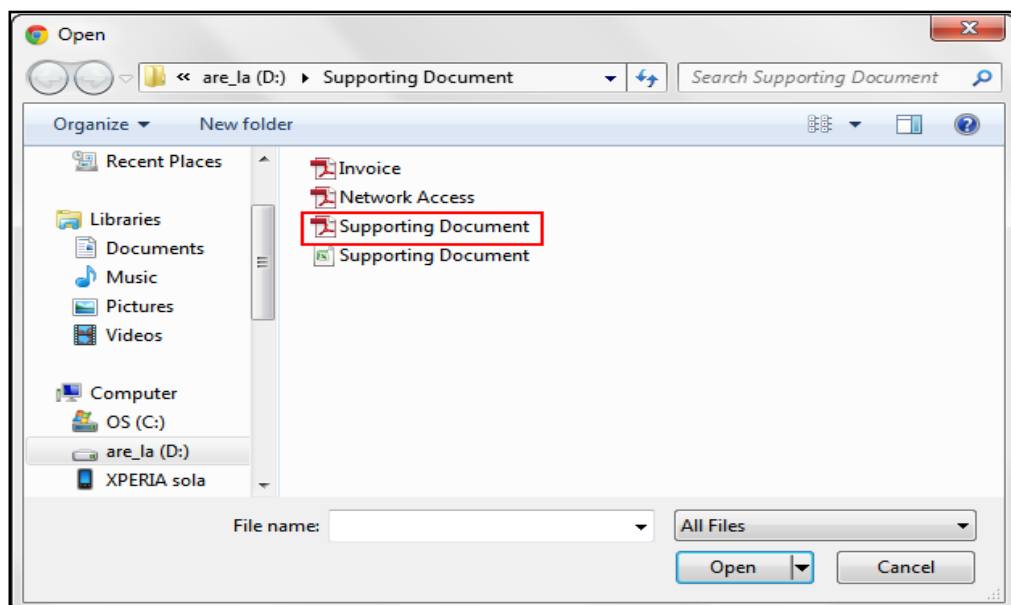 Open
« are_la (D:) ▸ Supporting Document
Search Supporting Document
Organize
New folder
Recent Places
Libraries
Documents
Music
Pictures
Videos
Computer
OS (C:)
are_la (D:)
XPERIA sola
Invoice
Network Access
Supporting Document
Supporting Document
File name:
All Files
Open
Cancel